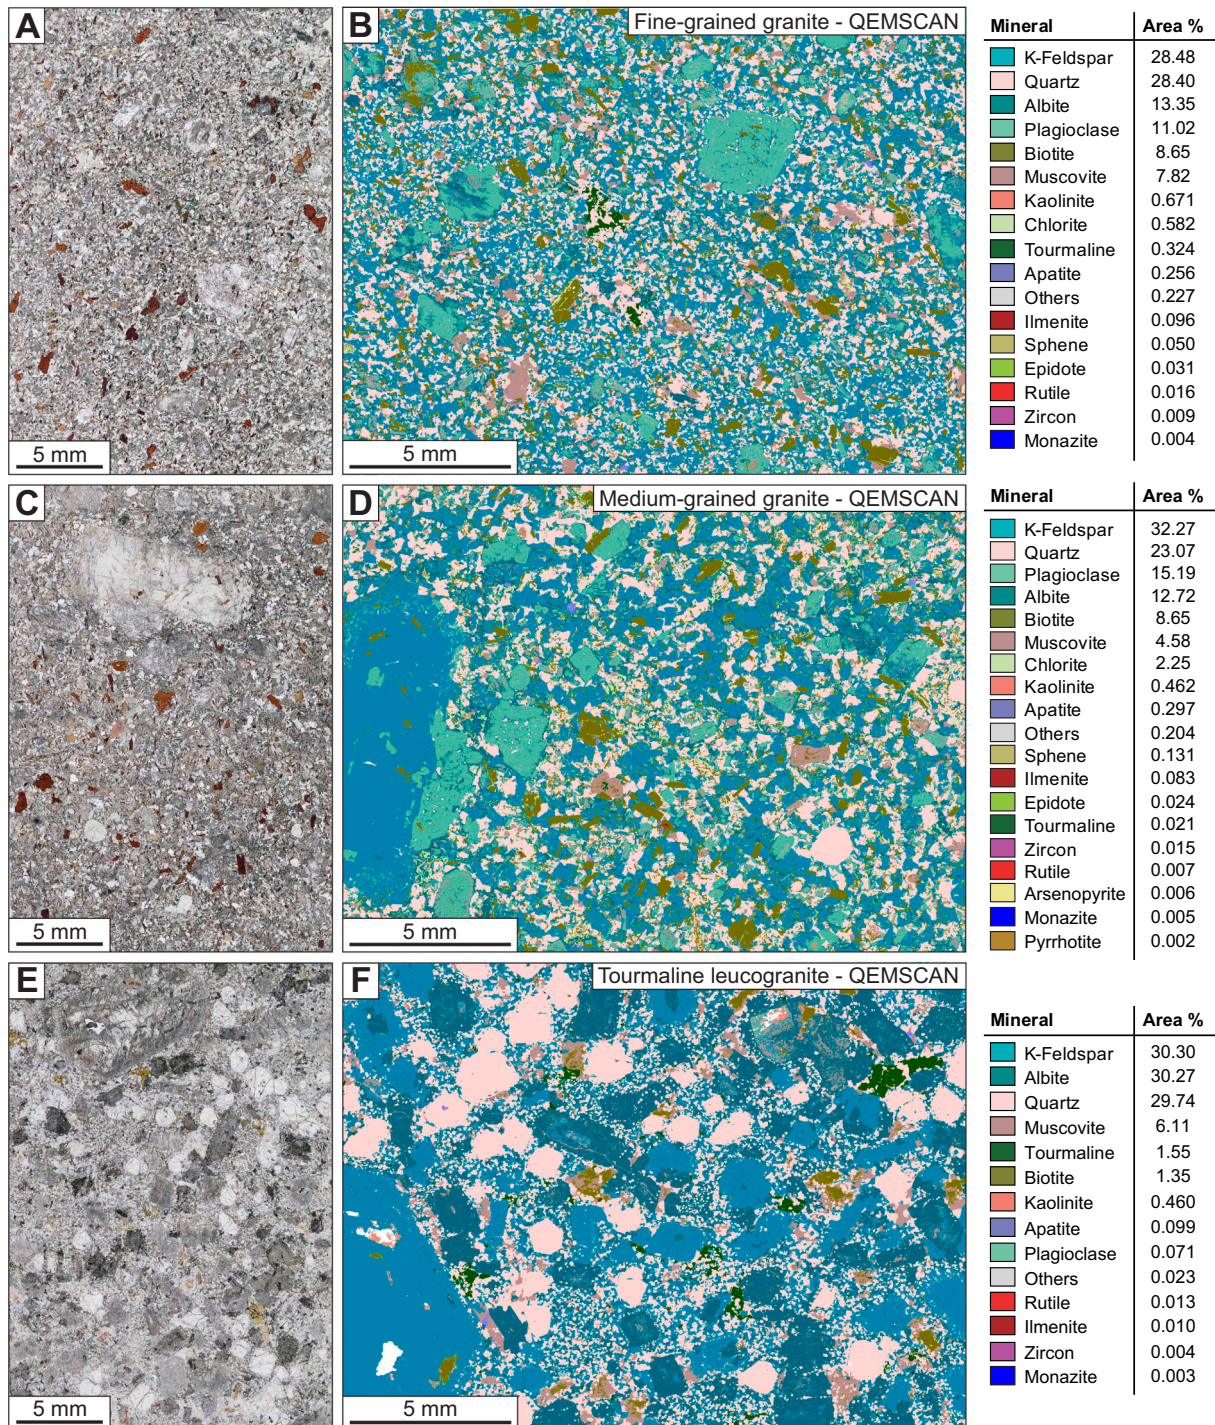 A
B
Fine-grained granite - QEMSCAN
5 mm
5 mm
Mineral Area %
K-Feldspar 28.48
Quartz 28.40
Albite 13.35
Plagioclase 11.02
Biotite 8.65
Muscovite 7.82
Kaolinite 0.671
Chlorite 0.582
Tourmaline 0.324
Apatite 0.256
Others 0.227
Ilmenite 0.096
Sphene 0.050
Epidote 0.031
Rutile 0.016
Zircon 0.009
Monazite 0.004
C
D
Medium-grained granite - QEMSCAN
5 mm
5 mm
Mineral Area %
K-Feldspar 32.27
Quartz 23.07
Plagioclase 15.19
Albite 12.72
Biotite 8.65
Muscovite 4.58
Chlorite 2.25
Kaolinite 0.462
Apatite 0.297
Others 0.204
Sphene 0.131
Ilmenite 0.083
Epidote 0.024
Tourmaline 0.021
Zircon 0.015
Rutile 0.007
Arsenopyrite 0.006
Monazite 0.005
Pyrrhotite 0.002
E
F
Tourmaline leucogranite - QEMSCAN
5 mm
5 mm
Mineral Area %
K-Feldspar 30.30
Albite 30.27
Quartz 29.74
Muscovite 6.11
Tourmaline 1.55
Biotite 1.35
Kaolinite 0.460
Apatite 0.099
Plagioclase 0.071
Others 0.023
Rutile 0.013
Ilmenite 0.010
Zircon 0.004
Monazite 0.003